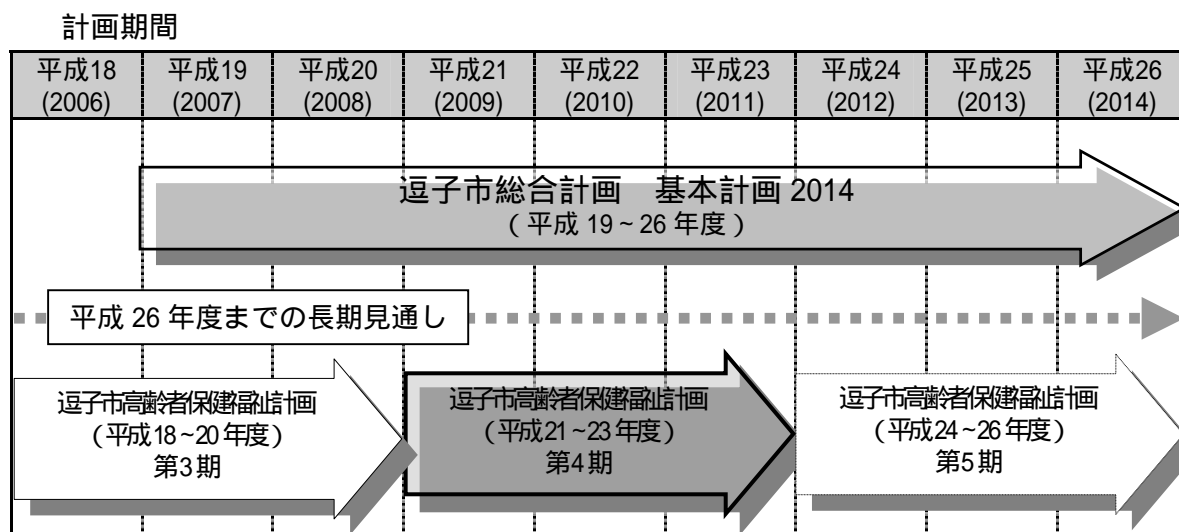 計画期間
平成18 平成19 平成20 平成21 平成22 平成23 平成24 平成25 平成26
(2006) (2007) (2008) (2009) (2010) (2011) (2012) (2013) (2014)
逗子市総合計画　基本計画 2014
（平成 19～26 年度）
平成 26 年度までの長期見通し
逗子市高齢者保健福祉計画
（平成18～20 年度）
第3期
逗子市高齢者保健福祉計画
（平成21～23 年度）
第4期
逗子市高齢者保健福祉計画
（平成24～26 年度）
第5期